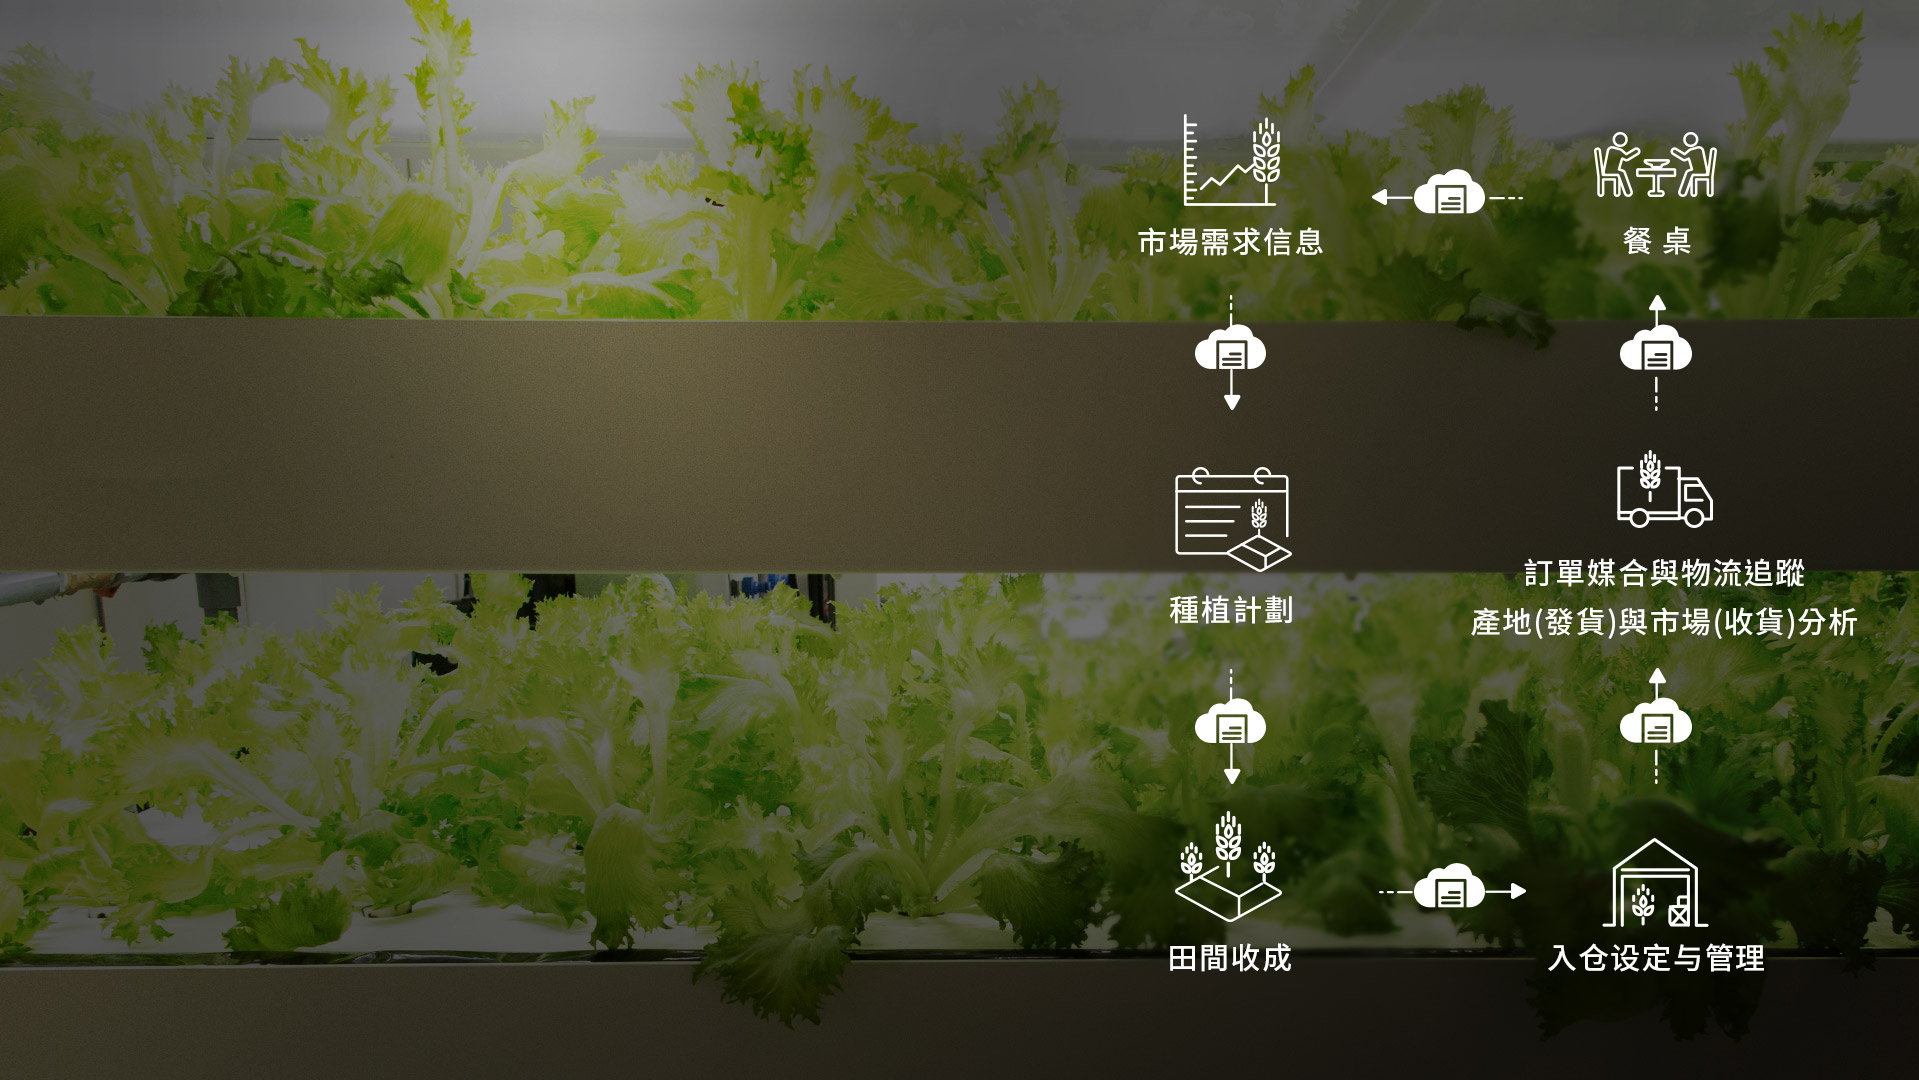 市場需求信息
餐 桌
種植計劃
訂單媒合與物流追蹤
產地(發貨)與市場(收貨)分析
田間收成
入仓设定与管理